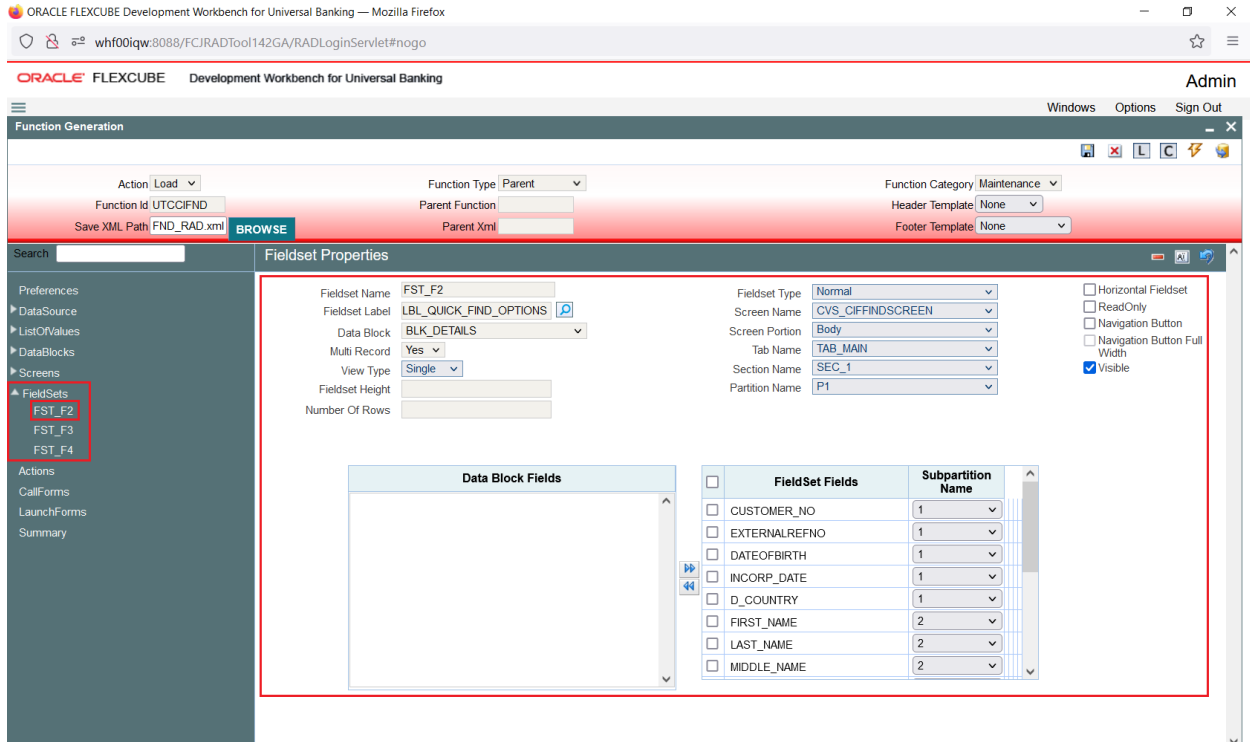 ORACLE FLEXCUBE Development Workbench for Universal Banking — Mozilla Firefox
whf00iqw:8088/FCJRADTool142GA/RADLoginServlet#nogo
ORACLE FLEXCUBE Development Workbench for Universal Banking
Admin
Windows Options Sign Out
Function Generation
L C
Action Load Function Type Parent Function Category Maintenance
Function Id UTCCIFND Parent Function Header Template None
Save XML Path FND_RAD.xml BROWSE Parent Xml Footer Template None
Search
Preferences
DataSource
ListOfValues
DataBlocks
Screens
FieldSets
FST_F2
FST_F3
FST_F4
Actions
CallForms
LaunchForms
Summary
Fieldset Properties
Fieldset Name FST_F2
Fieldset Label LBL_QUICK_FIND_OPTIONS
Data Block BLK_DETAILS
Multi Record Yes
View Type Single
Fieldset Height
Number Of Rows
Fieldset Type Normal
Screen Name CVS_CIFFINDSCREEN
Screen Portion Body
Tab Name TAB_MAIN
Section Name SEC_1
Partition Name P1
Horizontal Fieldset
ReadOnly
Navigation Button
Navigation Button Full
Width
Visible
Data Block Fields
FieldSet Fields Subpartition
Name
CUSTOMER_NO 1
EXTERNALREFNO 1
DATEOFBIRTH 1
INCORP_DATE 1
D_COUNTRY 1
FIRST_NAME 2
LAST_NAME 2
MIDDLE_NAME 2